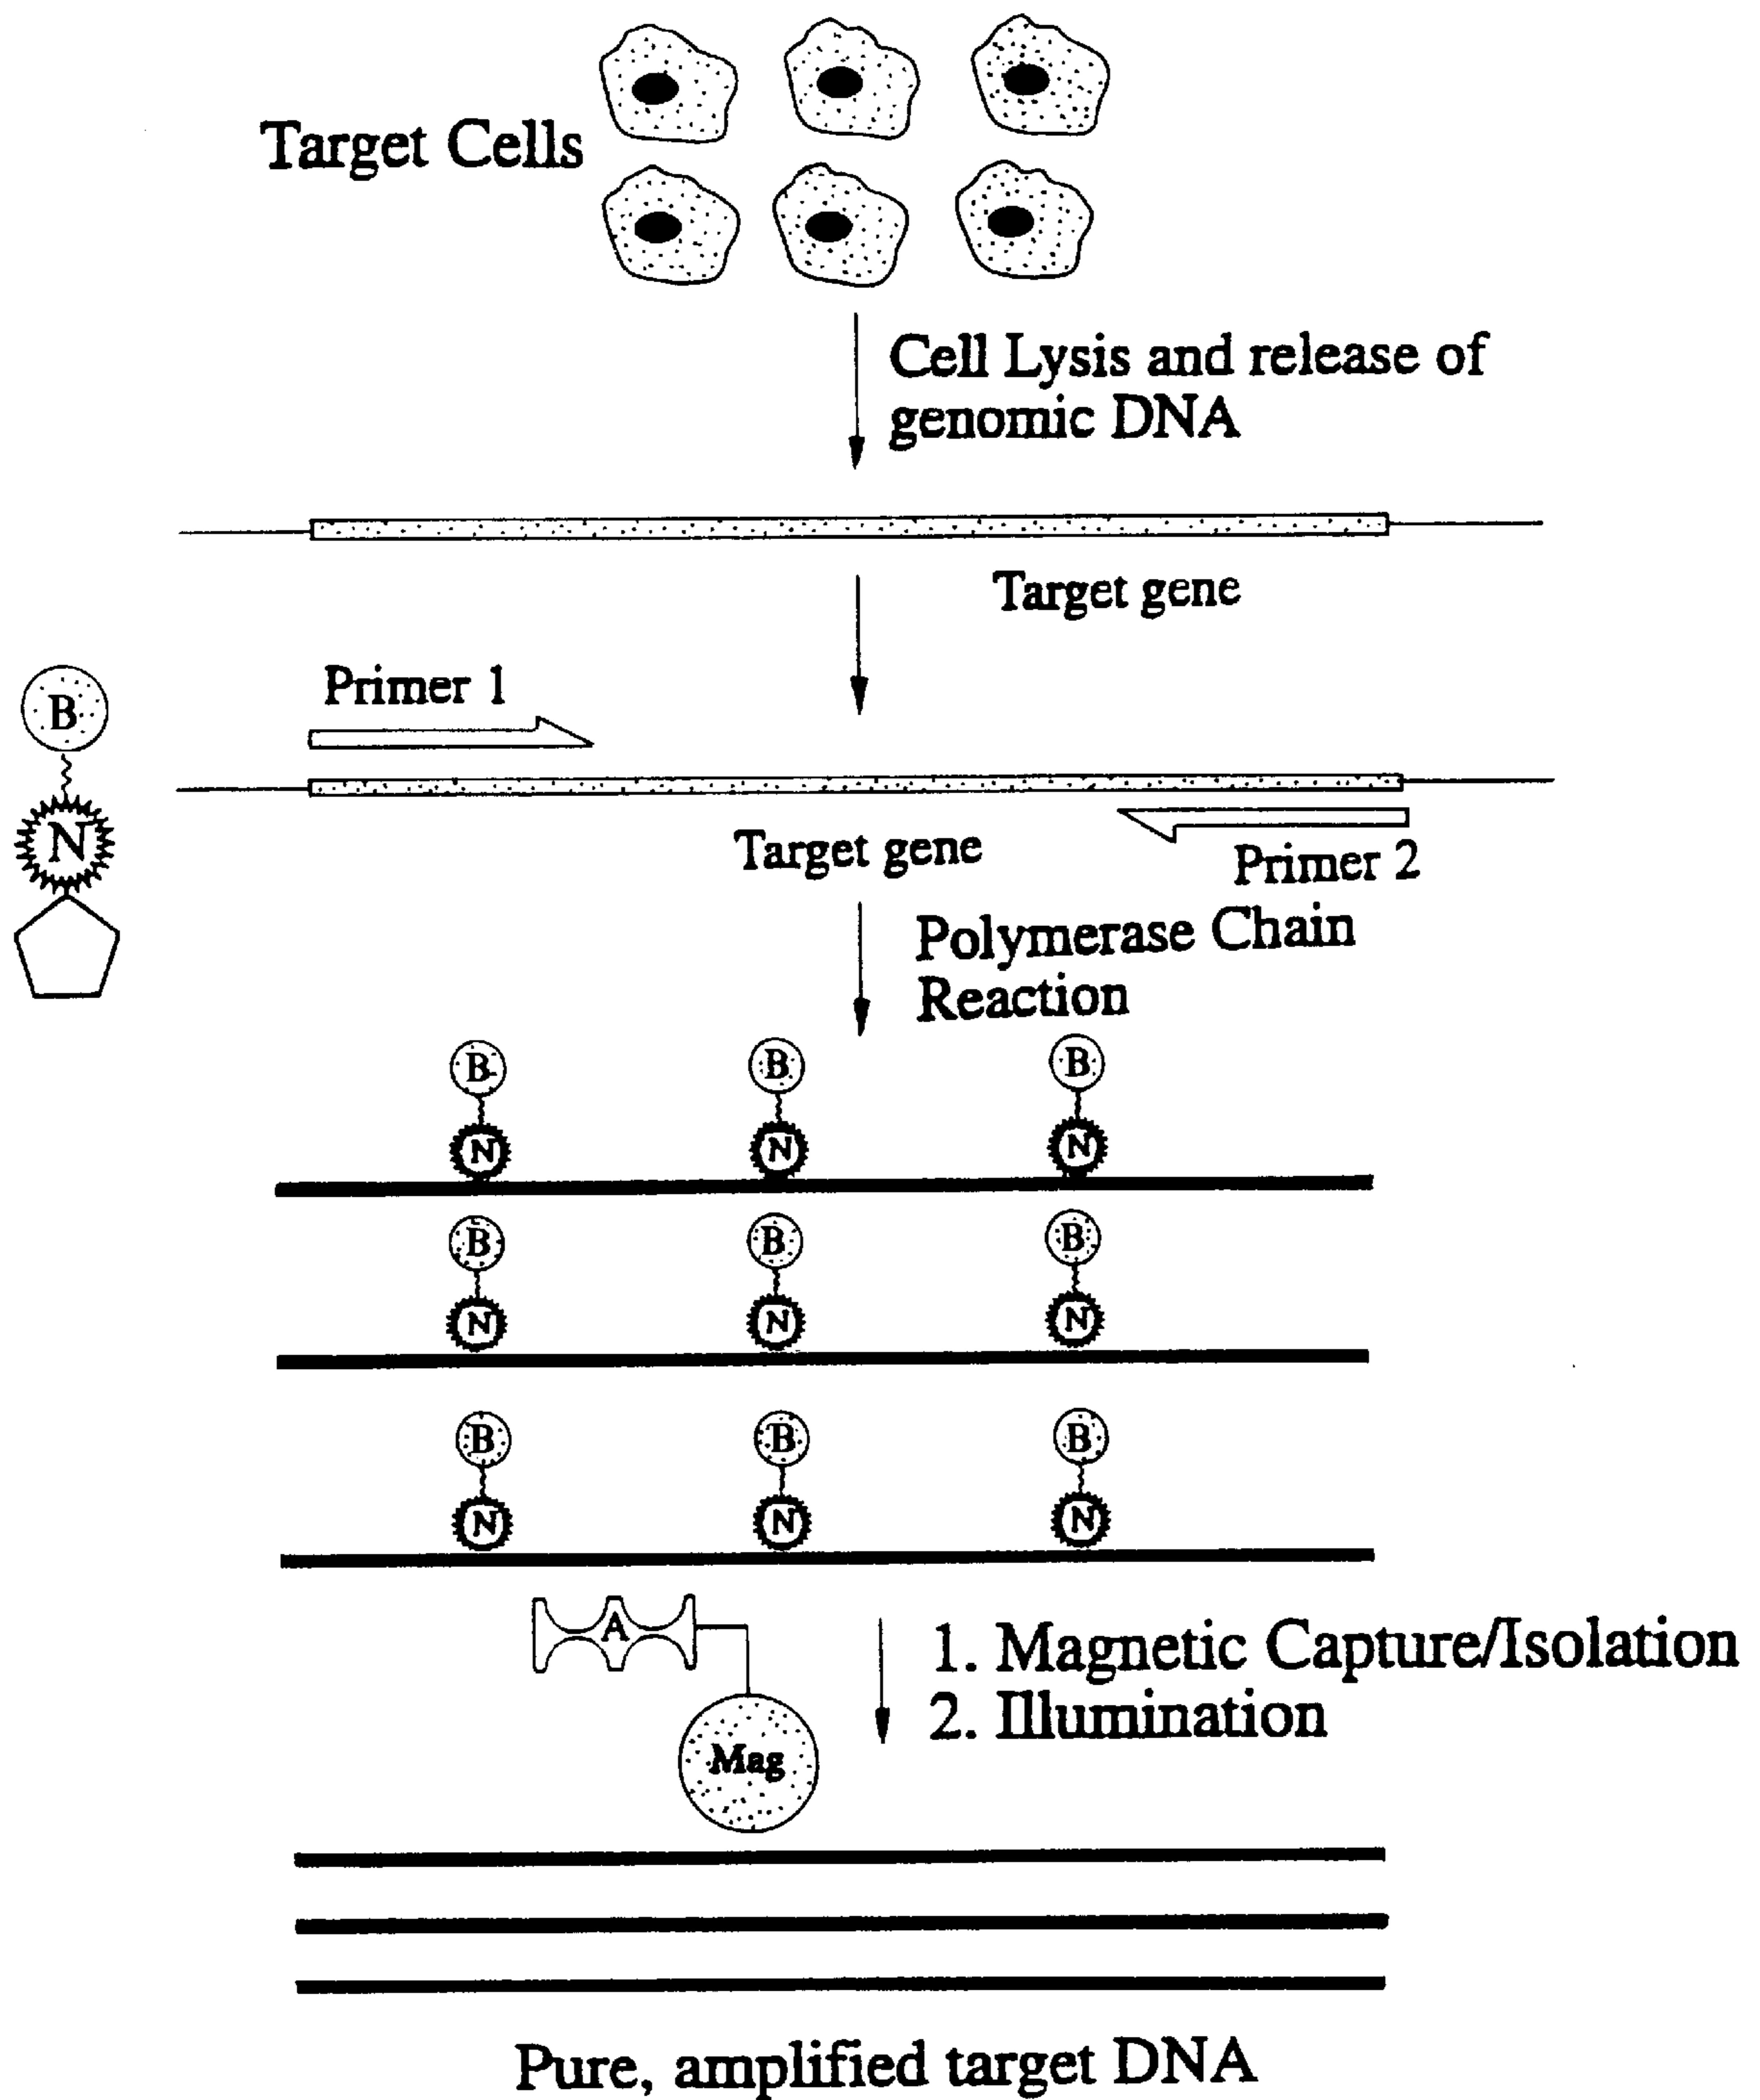 Target Cells
Cell Lysis and release of
genomic DNA
Target gene
Primer 1
B
N
Target gene
Primer 2
Polymerase Chain
Reaction
B B B
N N N
B B B
N N N
B B B
N N N
A
1. Magnetic Capture/Isolation
2. Illumination
Mag
Pure, amplified target DNA